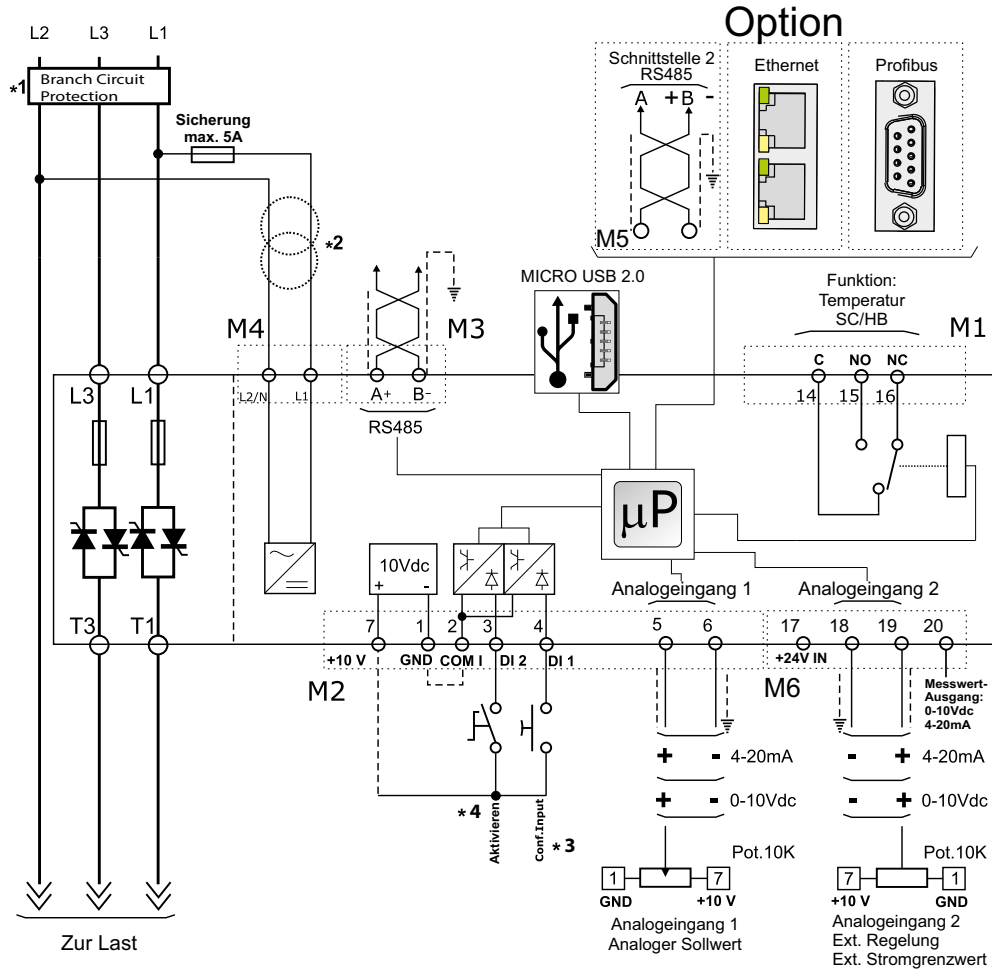 Option
L2 L3 L1
*1 Branch Circuit
Protection
Sicherung
max. 5A
*2
Schnittstelle 2
RS485
A + B -
M5
Ethernet
Profibus
MICRO USB 2.0
Funktion:
Temperatur
SC/HB
M1
C NO NC
14 15 16
M4
M3
L3 L1
L2/N L1
A+ B-
RS485
µP
10Vdc
+ -
Analogeingang 1
Analogeingang 2
T3 T1
7 1 2 3 4 5 6
17 18 19 20
+10 V GND COM I DI 2 DI 1
+24V IN
M2
M6
Messwert-
Ausgang:
0-10Vdc
4-20mA
+ - 4-20mA
- + 4-20mA
+ - 0-10Vdc
- + 0-10Vdc
*4
Aktivieren
Conf.Input
*3
Pot.10K
Pot.10K
1 7
GND +10 V
7 1
+10 V GND
Analogeingang 1
Analoger Sollwert
Analogeingang 2
Ext. Regelung
Ext. Stromgrenzwert
Zur Last